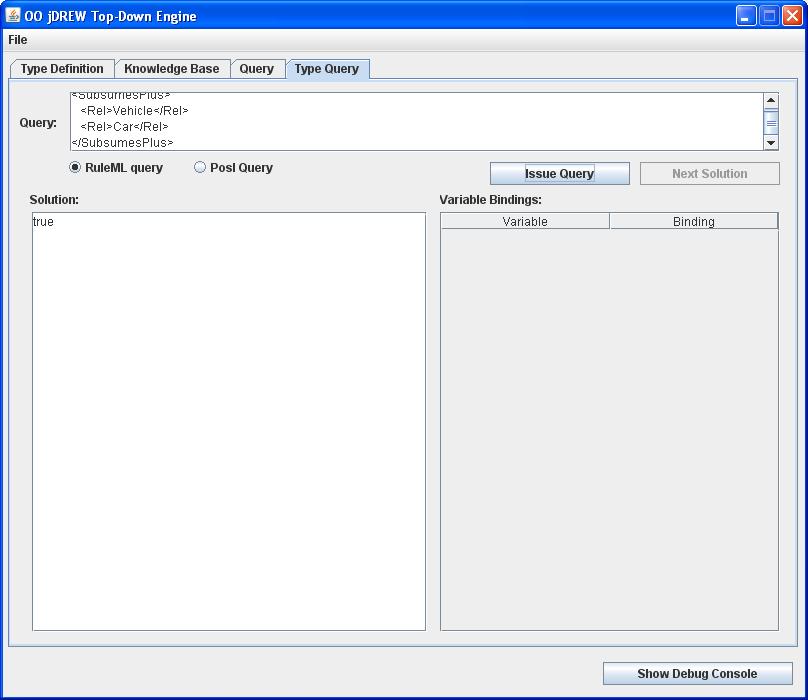 OO jDREW Top-Down Engine
File
Type Definition Knowledge Base Query Type Query
Query:
<SubsumesPlus>
<Rel>Vehicle</Rel>
<Rel>Car</Rel>
</SubsumesPlus>
RuleML query Posl Query Issue Query Next Solution
Solution: Variable Bindings:
true Variable Binding
Show Debug Console